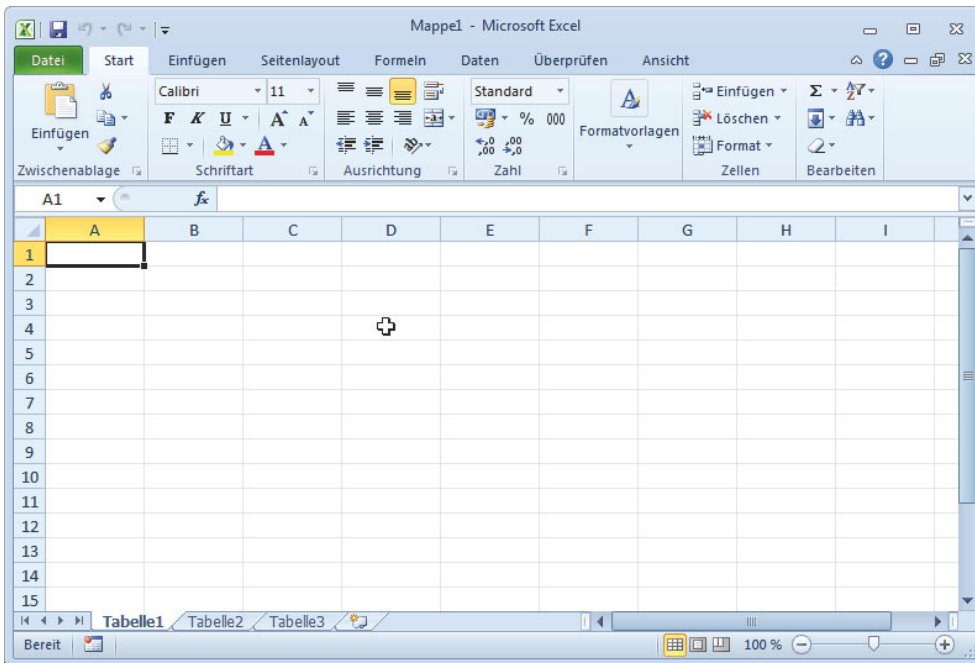 Mappe1 - Microsoft Excel
Datei Start Einfügen Seitenlayout Formeln Daten Überprüfen Ansicht
Calibri 11 Standard Einfügen Σ
F K U A A % 000 Löschen
Einfügen Formatvorlagen
A ,00 ,0 Format
Zwischenablage Schriftart Ausrichtung Zahl Zellen Bearbeiten
A1 fx
A B C D E F G H I
1
2
3
4
5
6
7
8
9
10
11
12
13
14
15
Tabelle1 Tabelle2 Tabelle3
Bereit 100 %